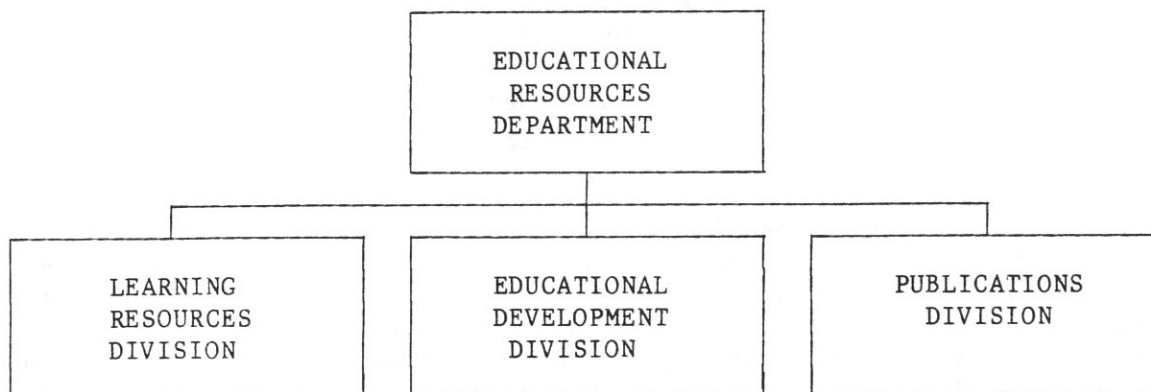 EDUCATIONAL
RESOURCES
DEPARTMENT
LEARNING
RESOURCES
DIVISION
EDUCATIONAL
DEVELOPMENT
DIVISION
PUBLICATIONS
DIVISION